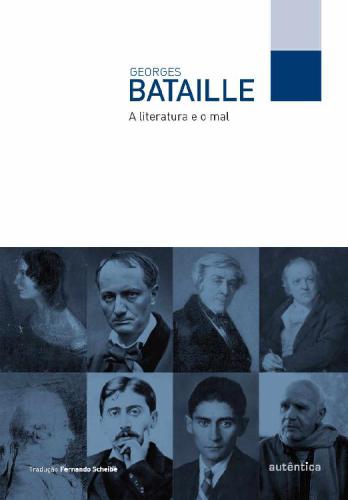 GEORGES
BATAILLE
A literatura e o mal
Tradução Fernando Scheibe
autêntica